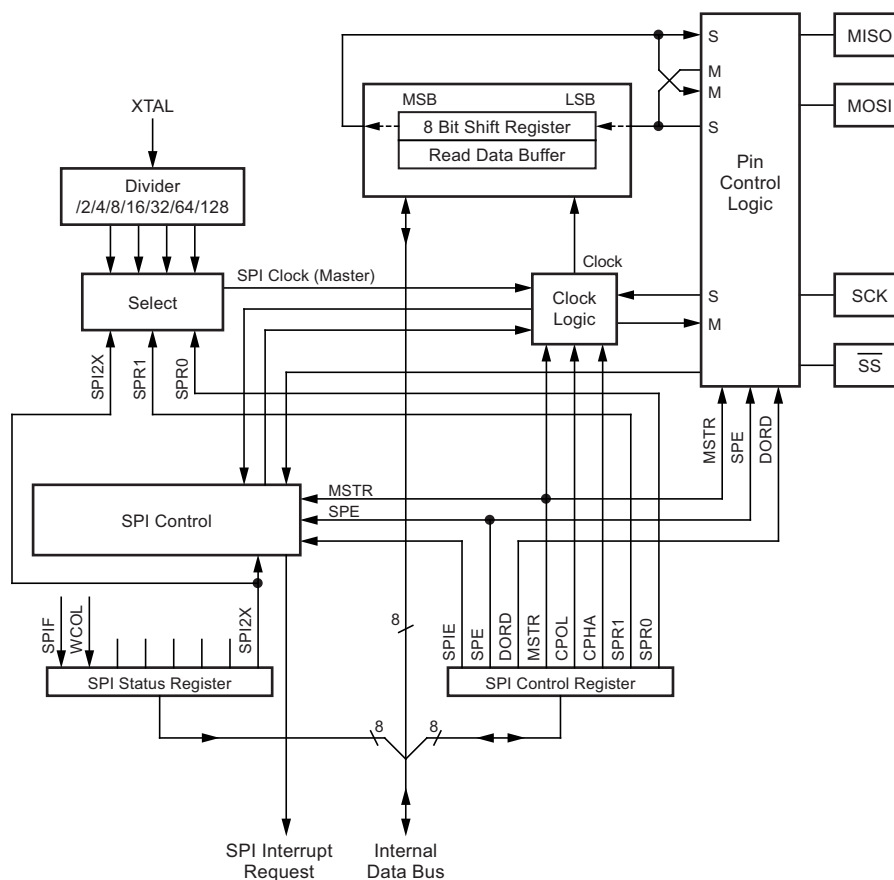 S
MISO
M
M
MSB LSB
XTAL
MOSI
8 Bit Shift Register
S
Read Data Buffer
Pin
Control
Logic
Divider
/2/4/8/16/32/64/128
Clock
SPI Clock (Master)
Select
Clock
Logic
S
SCK
M
SPI2X
SPR1
SPR0
SS
MSTR
SPE
DORD
MSTR
SPI Control
SPE
8
SPIF
WCOL
SPI2X
SPIE
SPE
DORD
MSTR
CPOL
CPHA
SPR1
SPR0
SPI Status Register
SPI Control Register
8
8
SPI Interrupt
Request
Internal
Data Bus